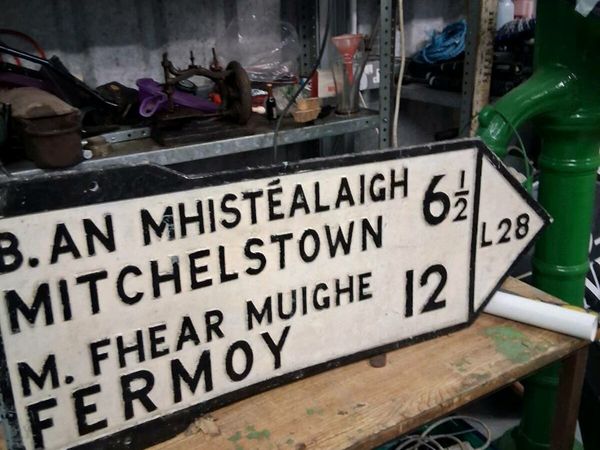 B. AN MHISTÉALAIGH 6½
MITCHELSTOWN
M. FHEAR MUIGHE 12
FERMOY
L28